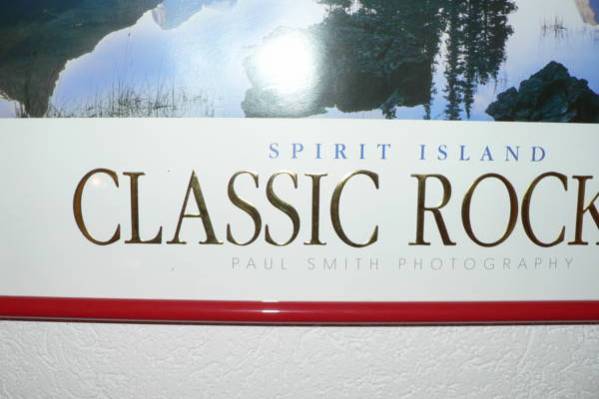 SPIRIT ISLAND
CLASSIC ROCK
PAUL SMITH PHOTOGRAPHY